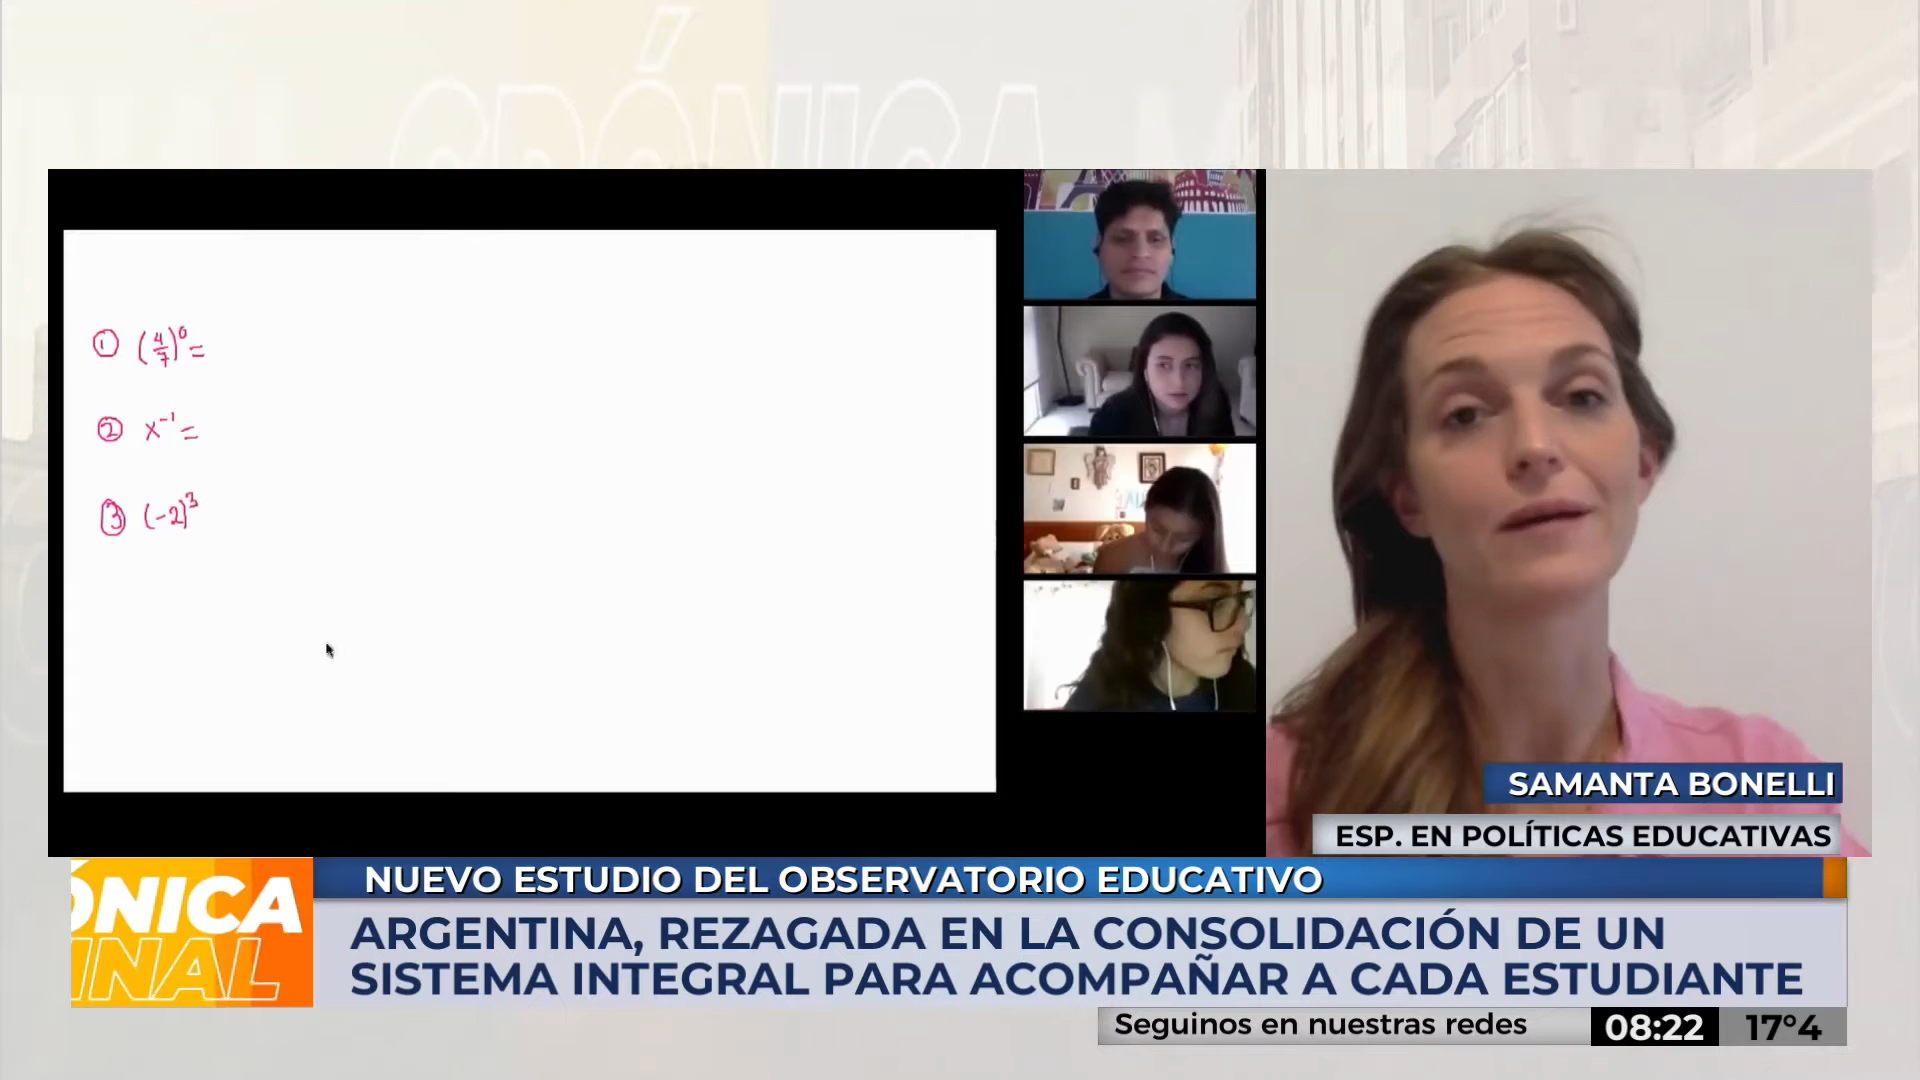 CRÓNICA
① (4/7)⁰ =
② x⁻¹ =
③ (-2)³
SAMANTA BONELLI
ESP. EN POLÍTICAS EDUCATIVAS
NUEVO ESTUDIO DEL OBSERVATORIO EDUCATIVO
ÓNICA
INAL
ARGENTINA, REZAGADA EN LA CONSOLIDACIÓN DE UN
SISTEMA INTEGRAL PARA ACOMPAÑAR A CADA ESTUDIANTE
Seguinos en nuestras redes
08:22
17°4